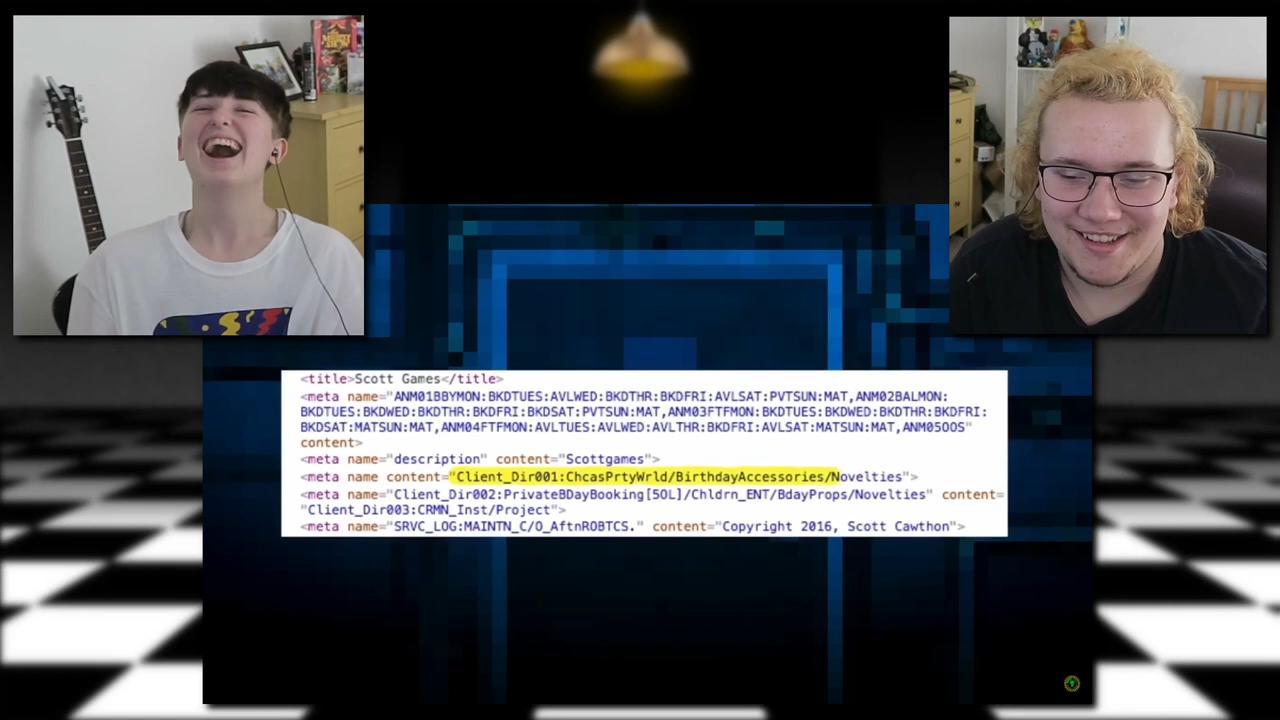 <title>Scott Games</title>
<meta name="ANM01BBYMON:BKDTUES:AVLWED:BKDTHR:BKDFRI:AVLSAT:PVTSUN:MAT,ANM02BALMON:
BKDTUES:BKDWED:BKDTHR:BKDFRI:BKDSAT:PVTSUN:MAT,ANM03FTFMON:BKDTUES:BKDWED:BKDTHR:BKDFRI:
BKDSAT:MATSUN:MAT,ANM04FTFMON:AVLTUES:AVLWED:AVLTHR:BKDFRI:AVLSAT:MATSUN:MAT,ANM05OOS"
content>
<meta name="description" content="Scottgames">
<meta name content="Client_Dir001:ChcasPrtyWrld/BirthdayAccessories/Novelties">
<meta name="Client_Dir002:PrivateBDayBooking[5OL]/Chldrn_ENT/BdayProps/Novelties" content=
"Client_Dir003:CRMN_Inst/Project">
<meta name="SRVC_LOG:MAINTN_C/O_AftnROBTCS." content="Copyright 2016, Scott Cawthon">